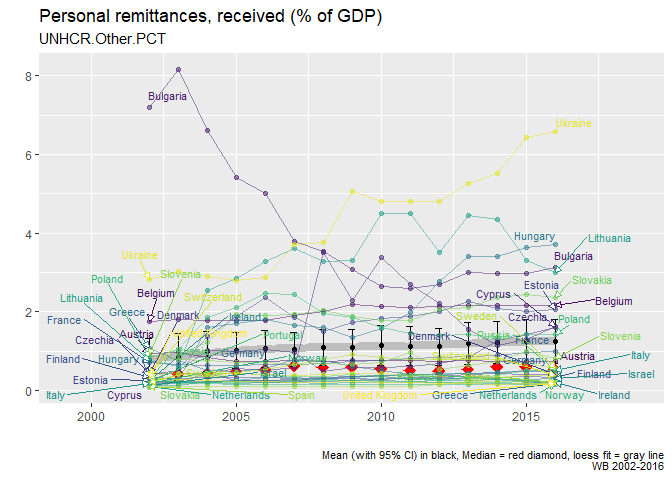 Personal remittances, received (% of GDP)
UNHCR.Other.PCT
8
Bulgaria
Ukraine
6
4
Hungary
Lithuania
Ukraine
Slovenia
Bulgaria
Poland
Estonia
Slovakia
Lithuania
Belgium
Switzerland
Cyprus
Belgium
2
Greece
Denmark
Ireland
Sweden
Czechia
Poland
France
Czechia
Austria
Portugal
Denmark
Russia
France
Slovenia
Finland
Hungary
Germany
Norway
Switzerland
Germany
Austria
Italy
Estonia
Israel
Finland
Israel
0
Italy
Cyprus
Slovakia
Netherlands
Spain
United Kingdom
Greece
Netherlands
Norway
Ireland
2000
2005
2010
2015
Mean (with 95% CI) in black, Median = red diamond, loess fit = gray line
WB 2002-2016